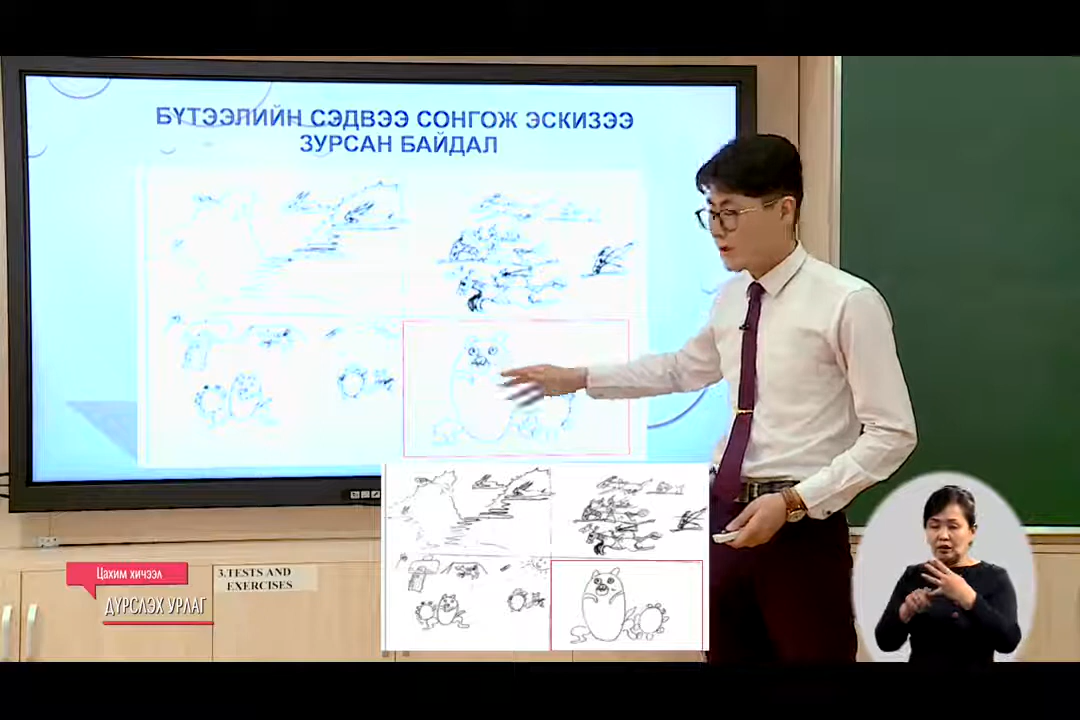 БҮТЭЭЛИЙН СЭДВЭЭ СОНГОЖ ЭСКИЗЭЭ
ЗУРСАН БАЙДАЛ
Цахим хичээл
ДҮРСЛЭХ УРЛАГ
3.TESTS AND
EXERCISES